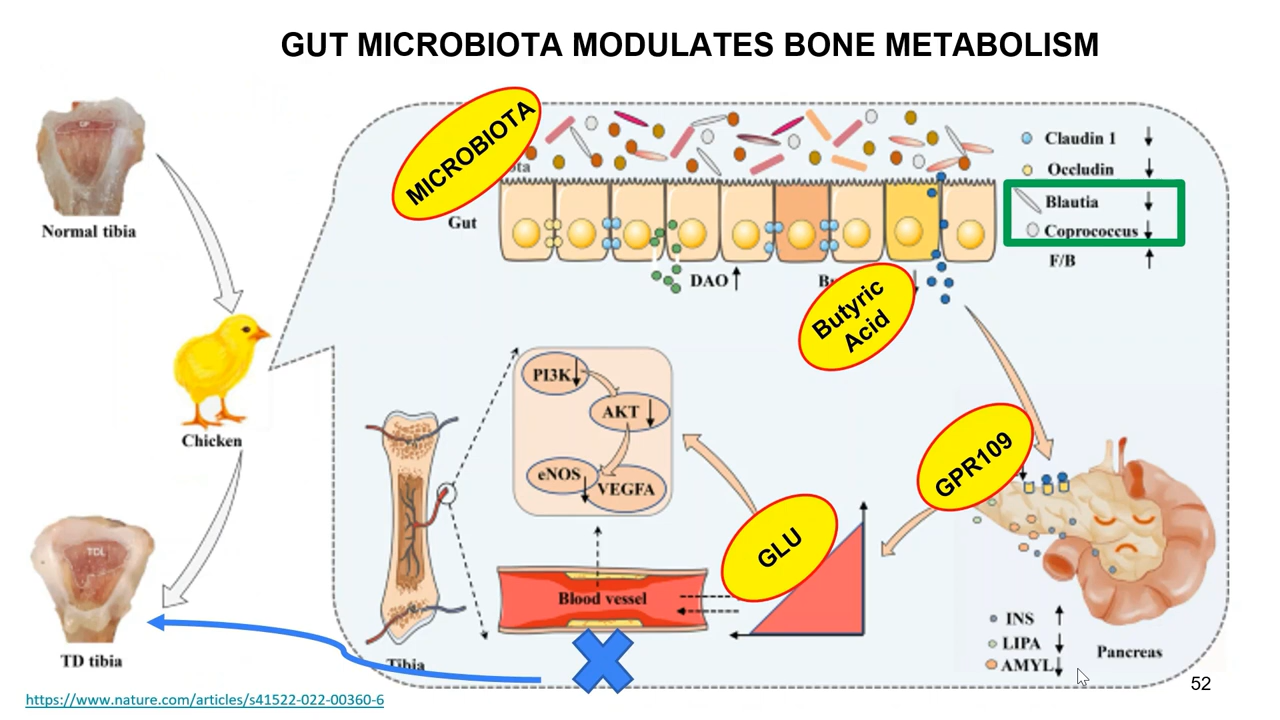 GUT MICROBIOTA MODULATES BONE METABOLISM
GP
Normal tibia
Chicken
TDL
TD tibia
MICROBIOTA
Gut
DAO
Butyric
Acid
Claudin 1
Occludin
Blautia
Coprococcus
F/B
PI3K
AKT
eNOS
VEGFA
GLU
GPR109
Blood vessel
Tibia
INS
LIPA
AMYL
Pancreas
https://www.nature.com/articles/s41522-022-00360-6
52